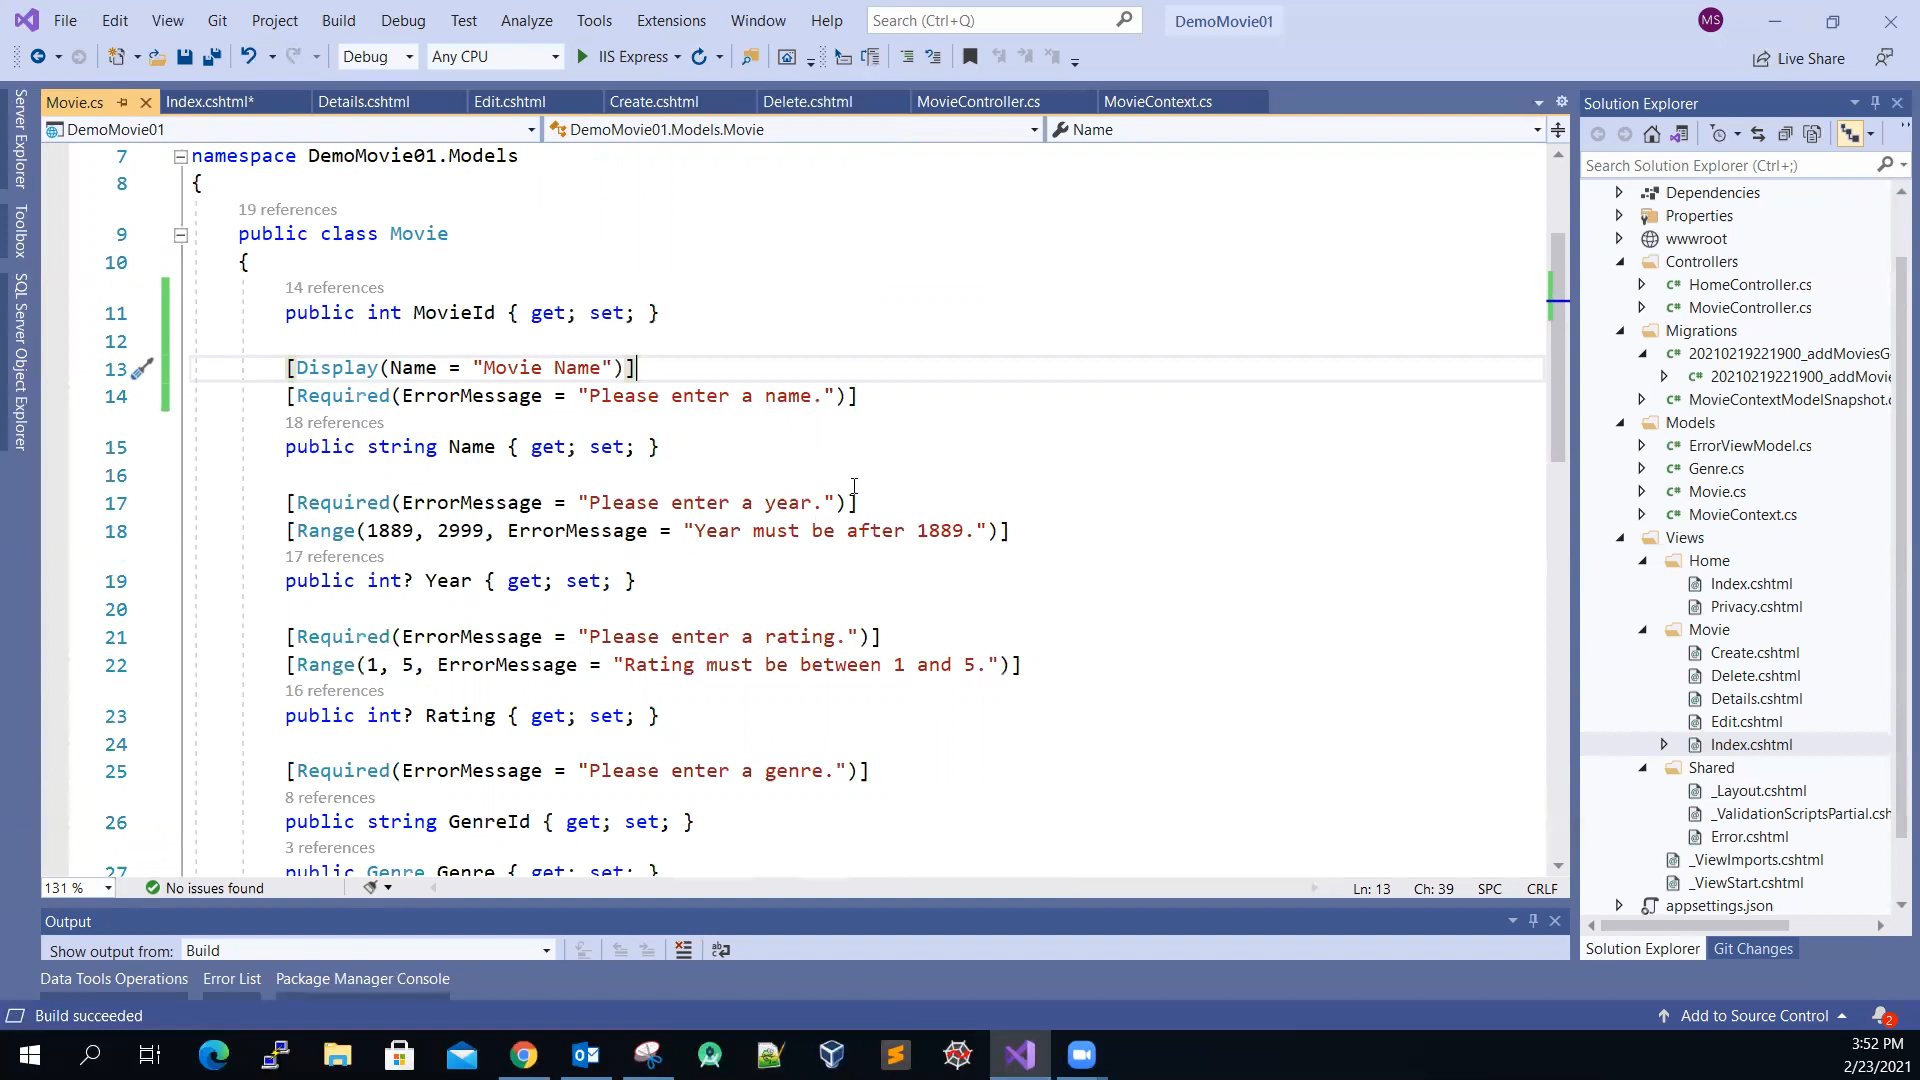 File Edit View Git Project Build Debug Test Analyze Tools Extensions Window Help Search (Ctrl+Q) DemoMovie01 MS
Debug Any CPU IIS Express Live Share
Server Explorer
Toolbox
SQL Server Object Explorer
Movie.cs Index.cshtml* Details.cshtml Edit.cshtml Create.cshtml Delete.cshtml MovieController.cs MovieContext.cs
DemoMovie01 DemoMovie01.Models.Movie Name
7 namespace DemoMovie01.Models
8 {
19 references
9 public class Movie
10 {
14 references
11 public int MovieId { get; set; }
12
13 [Display(Name = "Movie Name")]
14 [Required(ErrorMessage = "Please enter a name.")]
18 references
15 public string Name { get; set; }
16
17 [Required(ErrorMessage = "Please enter a year.")]
18 [Range(1889, 2999, ErrorMessage = "Year must be after 1889.")]
17 references
19 public int? Year { get; set; }
20
21 [Required(ErrorMessage = "Please enter a rating.")]
22 [Range(1, 5, ErrorMessage = "Rating must be between 1 and 5.")]
16 references
23 public int? Rating { get; set; }
24
25 [Required(ErrorMessage = "Please enter a genre.")]
8 references
26 public string GenreId { get; set; }
3 references
27 public Genre Genre { get; set; }
131 % No issues found Ln: 13 Ch: 39 SPC CRLF
Output
Show output from: Build
Data Tools Operations Error List Package Manager Console
Build succeeded
Solution Explorer
Search Solution Explorer (Ctrl+;)
Dependencies
Properties
wwwroot
Controllers
C# HomeController.cs
C# MovieController.cs
Migrations
C# 20210219221900_addMoviesG
C# 20210219221900_addMovie
C# MovieContextModelSnapshot.c
Models
C# ErrorViewModel.cs
C# Genre.cs
C# Movie.cs
C# MovieContext.cs
Views
Home
Index.cshtml
Privacy.cshtml
Movie
Create.cshtml
Delete.cshtml
Details.cshtml
Edit.cshtml
Index.cshtml
Shared
_Layout.cshtml
_ValidationScriptsPartial.csh
Error.cshtml
_ViewImports.cshtml
_ViewStart.cshtml
appsettings.json
Solution Explorer Git Changes
Add to Source Control 2
3:52 PM
2/23/2021